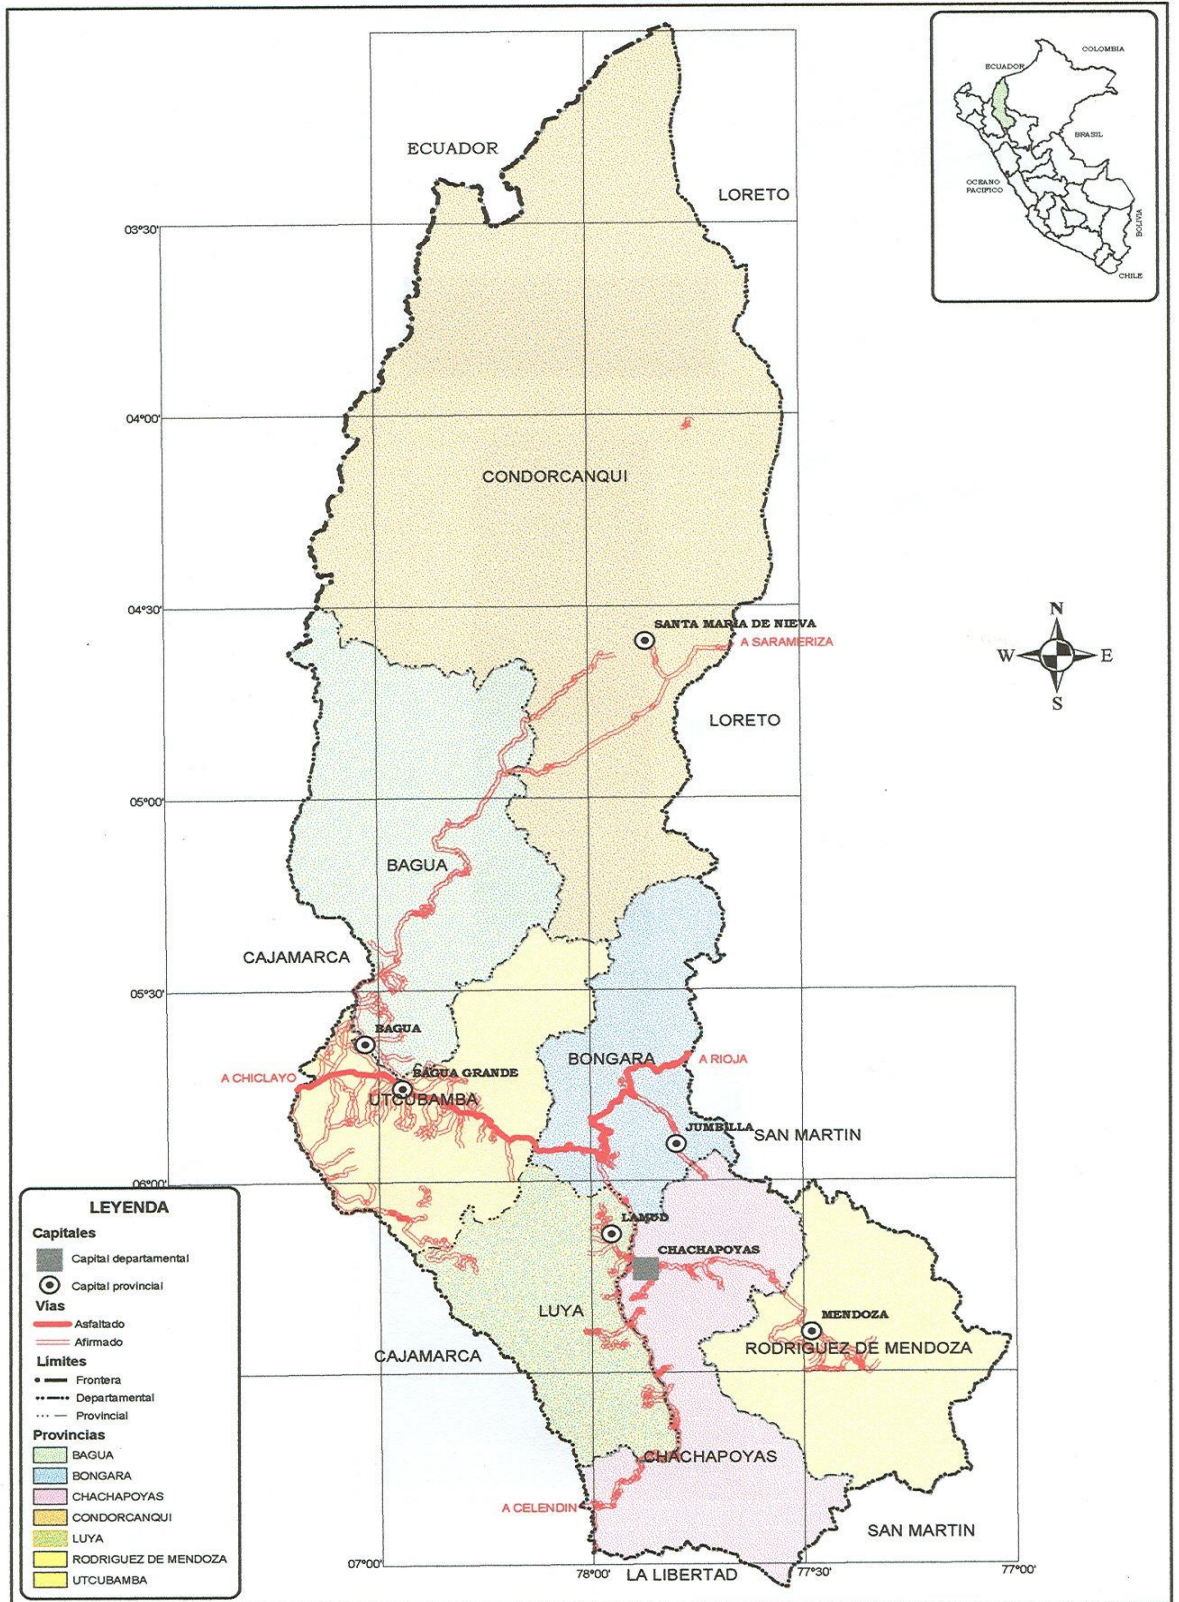 COLOMBIA
ECUADOR
BRASIL
OCEANO
PACIFICO
BOLIVIA
CHILE
ECUADOR
LORETO
03°30'
04°00'
CONDORCANQUI
04°30'
SANTA MARIA DE NIEVA
A SARAMERIZA
N
W
E
S
LORETO
05°00'
BAGUA
CAJAMARCA
05°30'
BAGUA
BONGARA
A RIOJA
A CHICLAYO
BAGUA GRANDE
UTCUBAMBA
JUMBILLA
SAN MARTIN
06°00'
LAMUD
CHACHAPOYAS
LUYA
MENDOZA
RODRIGUEZ DE MENDOZA
CAJAMARCA
CHACHAPOYAS
A CELENDIN
SAN MARTIN
07°00'
78°00'
LA LIBERTAD
77°30'
77°00'
LEYENDA
Capitales
Capital departamental
Capital provincial
Vías
Asfaltado
Afirmado
Límites
Frontera
Departamental
Provincial
Provincias
BAGUA
BONGARA
CHACHAPOYAS
CONDORCANQUI
LUYA
RODRIGUEZ DE MENDOZA
UTCUBAMBA